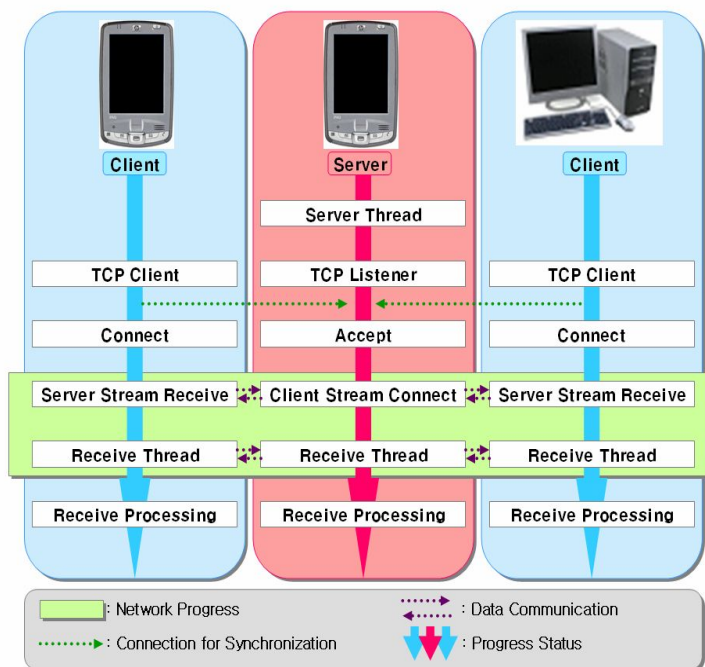 Client Server Client
Server Thread
TCP Client TCP Listener TCP Client
Connect Accept Connect
Server Stream Receive Client Stream Connect Server Stream Receive
Receive Thread Receive Thread Receive Thread
Receive Processing Receive Processing Receive Processing
: Network Progress : Data Communication
: Connection for Synchronization : Progress Status